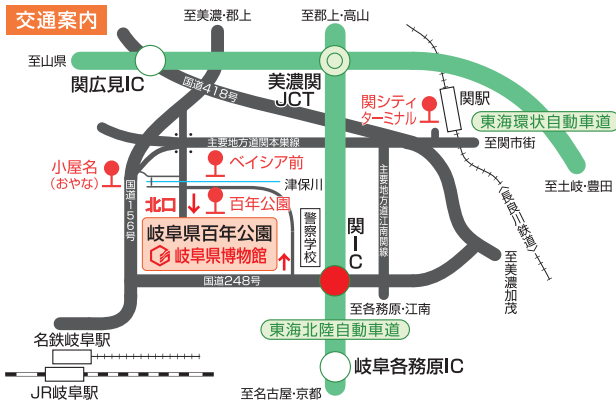 交通案内
至美濃・郡上
至郡上・高山
至山県
関広見IC
国道418号
美濃関
JCT
関シティ
ターミナル
関駅
東海環状自動車道
主要地方道関本巣線
至関市街
小屋名
(おやな)
ベイシア前
津保川
至土岐・豊田
国道156号
北口
百年公園
警察学校
関IC
主要地方道江南関線
〈長良川鉄道〉
岐阜県百年公園
岐阜県博物館
国道248号
至美濃加茂
至各務原・江南
東海北陸自動車道
名鉄岐阜駅
JR岐阜駅
岐阜各務原IC
至名古屋・京都